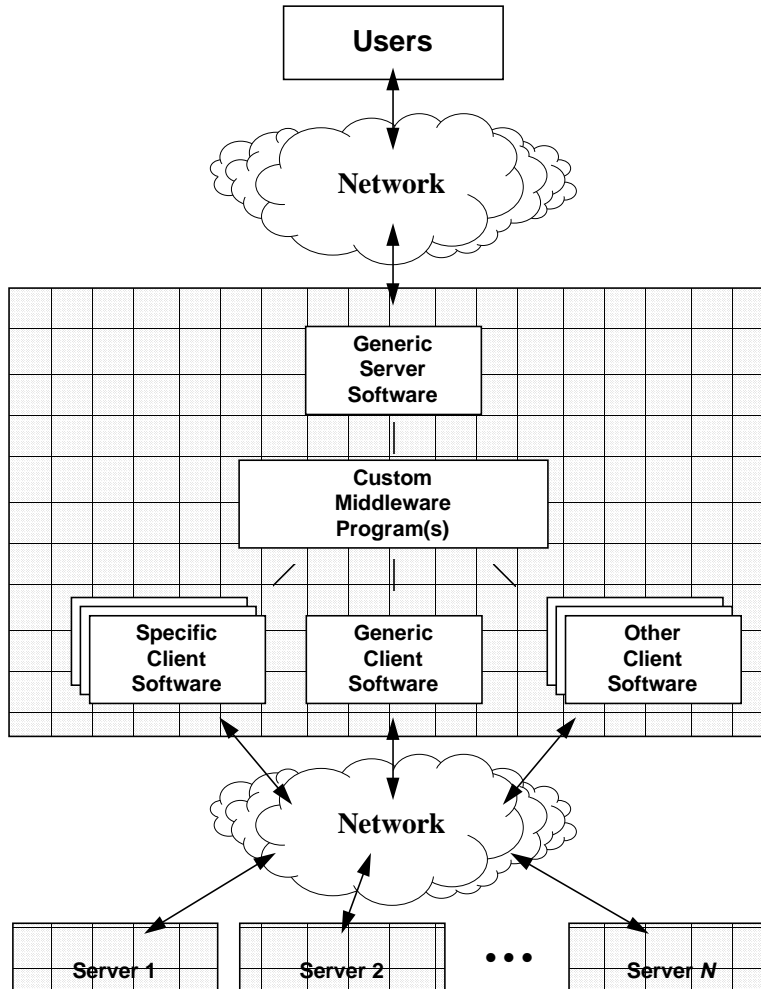 Users
Network
Generic
Server
Software
Custom
Middleware
Program(s)
Specific
Client
Software
Generic
Client
Software
Other
Client
Software
Network
Server 1
Server 2
•••
Server N